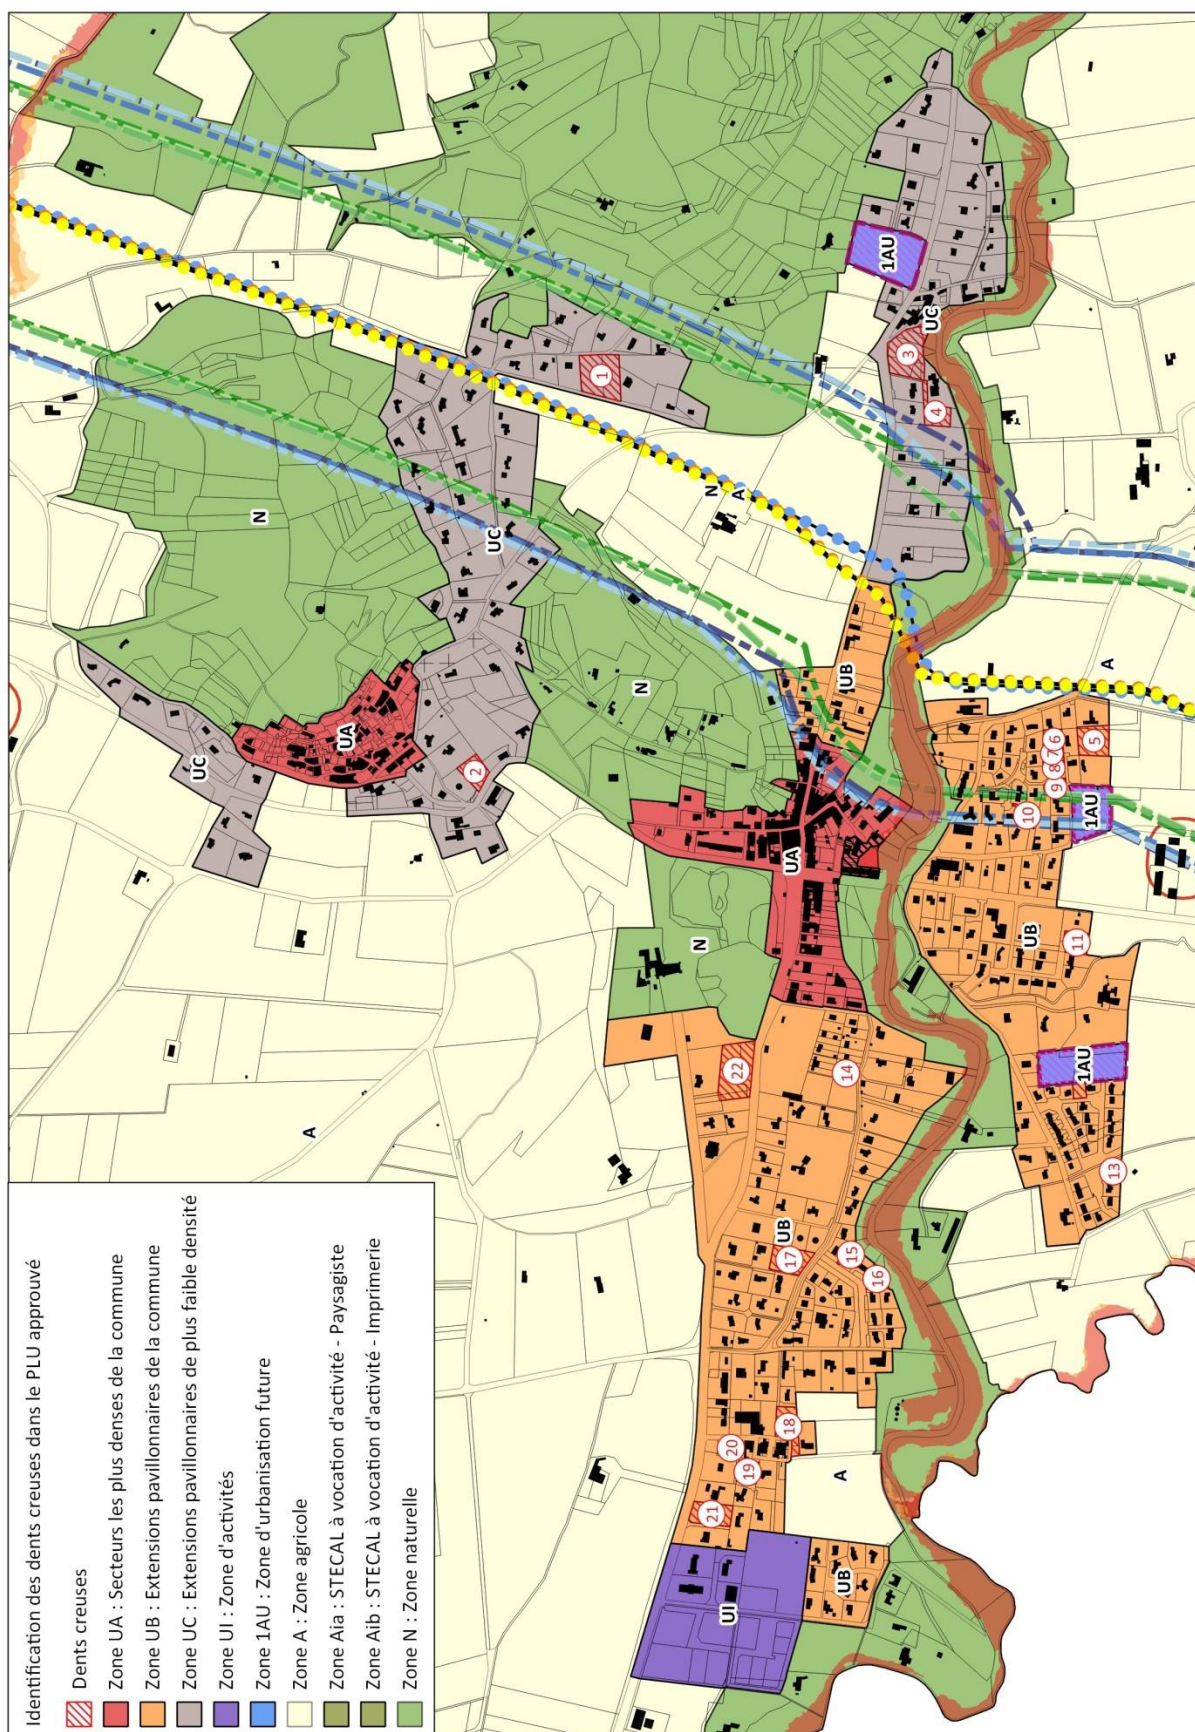 Identification des dents creuses dans le PLU approuvé
Dents creuses
Zone UA : Secteurs les plus denses de la commune
Zone UB : Extensions pavillonnaires de la commune
Zone UC : Extensions pavillonnaires de plus faible densité
Zone UI : Zone d'activités
Zone 1AU : Zone d'urbanisation future
Zone A : Zone agricole
Zone Aia : STECAL à vocation d'activité - Paysagiste
Zone Aib : STECAL à vocation d'activité - Imprimerie
Zone N : Zone naturelle
N
UC
UC
UA
2
1
N
A
N
1AU
UC
3
4
A
N
UA
UB
22
14
UB
17
15
16
20
19
18
21
A
UI
UB
A
5
6
7
8
9
10
1AU
UB
11
1AU
13